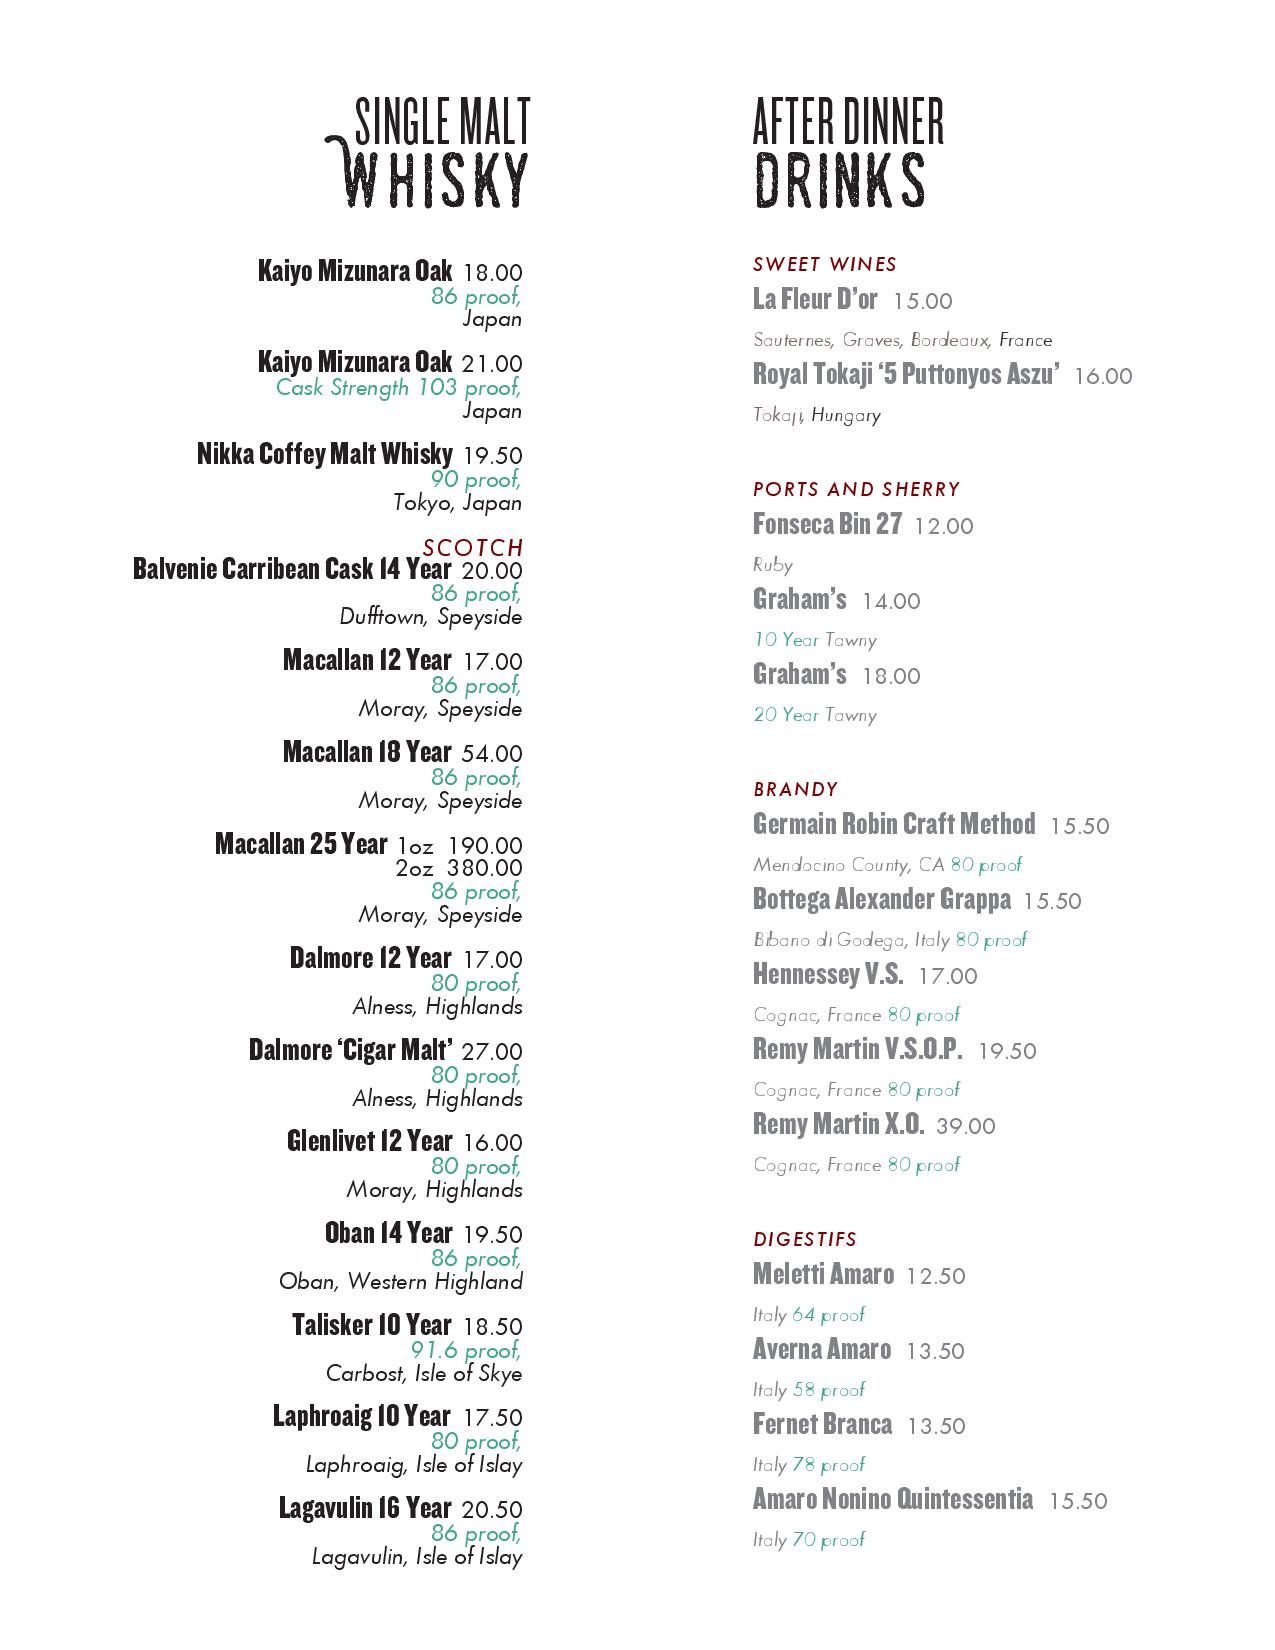 SINGLE MALT
WHISKY
Kaiyo Mizunara Oak 18.00
86 proof,
Japan
Kaiyo Mizunara Oak 21.00
Cask Strength 103 proof,
Japan
Nikka Coffey Malt Whisky 19.50
90 proof,
Tokyo, Japan
SCOTCH
Balvenie Carribean Cask 14 Year 20.00
86 proof,
Dufftown, Speyside
Macallan 12 Year 17.00
86 proof,
Moray, Speyside
Macallan 18 Year 54.00
86 proof,
Moray, Speyside
Macallan 25 Year 1oz 190.00
2oz 380.00
86 proof,
Moray, Speyside
Dalmore 12 Year 17.00
80 proof,
Alness, Highlands
Dalmore ‘Cigar Malt’ 27.00
80 proof,
Alness, Highlands
Glenlivet 12 Year 16.00
80 proof,
Moray, Highlands
Oban 14 Year 19.50
86 proof,
Oban, Western Highland
Talisker 10 Year 18.50
91.6 proof,
Carbost, Isle of Skye
Laphroaig 10 Year 17.50
80 proof,
Laphroaig, Isle of Islay
Lagavulin 16 Year 20.50
86 proof,
Lagavulin, Isle of Islay
AFTER DINNER
DRINKS
SWEET WINES
La Fleur D’or 15.00
Sauternes, Graves, Bordeaux, France
Royal Tokaji ‘5 Puttonyos Aszu’ 16.00
Tokaji, Hungary
PORTS AND SHERRY
Fonseca Bin 27 12.00
Ruby
Graham’s 14.00
10 Year Tawny
Graham’s 18.00
20 Year Tawny
BRANDY
Germain Robin Craft Method 15.50
Mendocino County, CA 80 proof
Bottega Alexander Grappa 15.50
Bibano di Godega, Italy 80 proof
Hennessey V.S. 17.00
Cognac, France 80 proof
Remy Martin V.S.O.P. 19.50
Cognac, France 80 proof
Remy Martin X.O. 39.00
Cognac, France 80 proof
DIGESTIFS
Meletti Amaro 12.50
Italy 64 proof
Averna Amaro 13.50
Italy 58 proof
Fernet Branca 13.50
Italy 78 proof
Amaro Nonino Quintessentia 15.50
Italy 70 proof